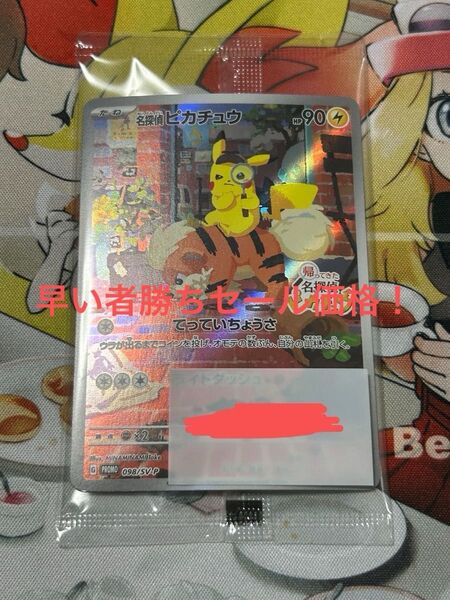 たね
名探偵ピカチュウ HP90
帰ってきた
名探偵
早い者勝ちセール価格!
てっていちょうさ
ウラが出るまでコインを投げ、オモテの数ぶん、自分の山札を引く。
Illus. MINAMINAMI Take
G PROMO 098/SV-P
Be